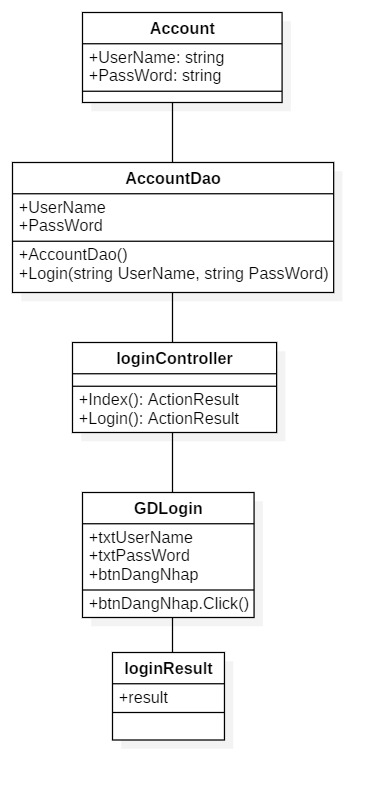 Account
+UserName: string
+PassWord: string
AccountDao
+UserName
+PassWord
+AccountDao()
+Login(string UserName, string PassWord)
loginController
+Index(): ActionResult
+Login(): ActionResult
GDLogin
+txtUserName
+txtPassWord
+btnDangNhap
+btnDangNhap.Click()
loginResult
+result